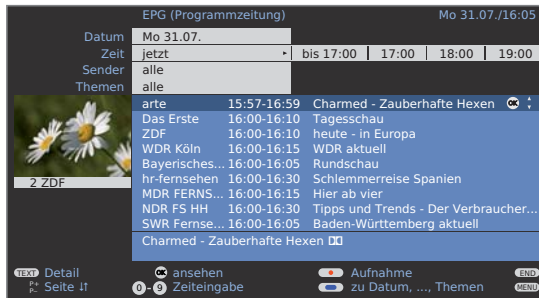 EPG (Programmzeitung) Mo 31.07./16:05
Datum Mo 31.07.
Zeit jetzt bis 17:00 17:00 18:00 19:00
Sender alle
Themen alle
arte 15:57-16:59 Charmed - Zauberhafte Hexen OK
Das Erste 16:00-16:10 Tagesschau
ZDF 16:00-16:10 heute - in Europa
WDR Köln 16:00-16:15 WDR aktuell
Bayerisches... 16:00-16:05 Rundschau
hr-fernsehen 16:00-16:30 Schlemmerreise Spanien
MDR FERNS... 16:00-16:15 Hier ab vier
NDR FS HH 16:00-16:30 Tipps und Trends - Der Verbraucher...
SWR Fernse... 16:00-16:05 Baden-Württemberg aktuell
2 ZDF
Charmed - Zauberhafte Hexen
TEXT Detail OK ansehen Aufnahme END
P+ P- Seite 0-9 Zeiteingabe zu Datum, ..., Themen MENU